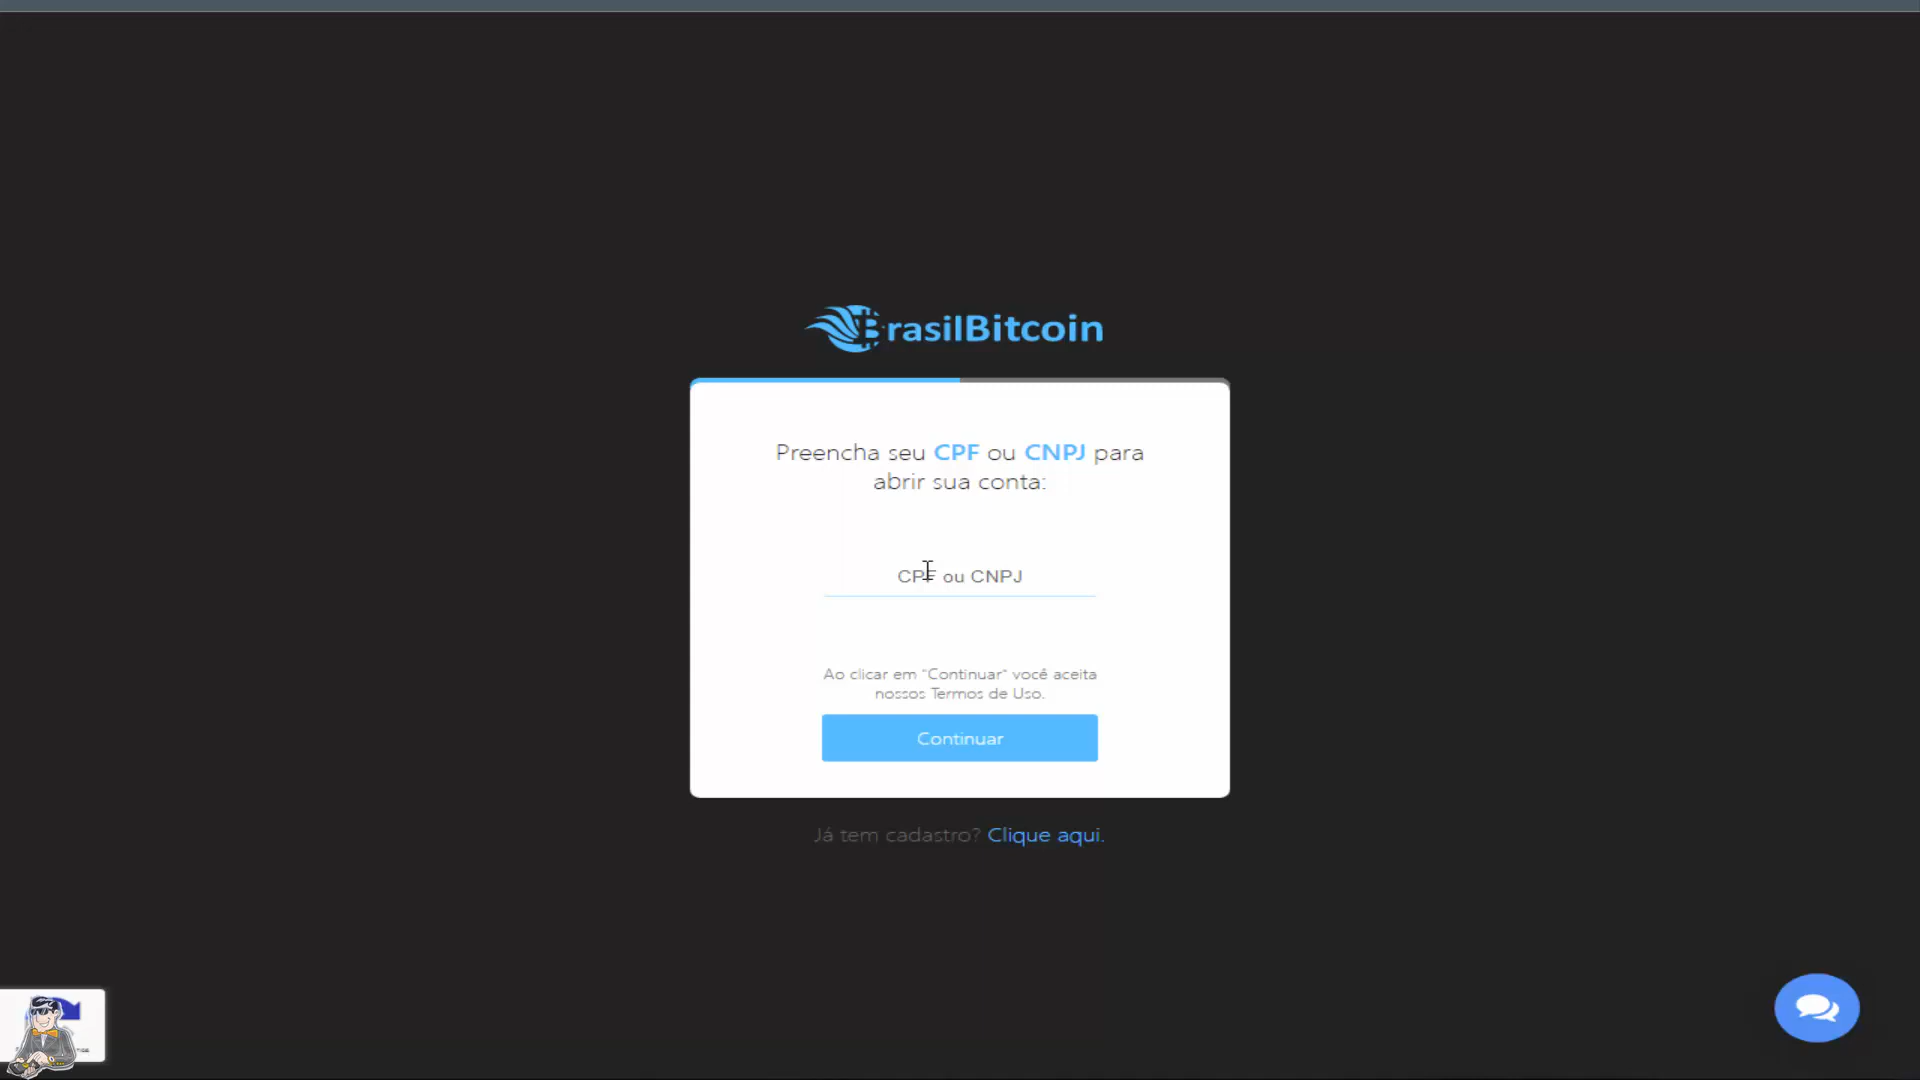 BrasilBitcoin
Preencha seu CPF ou CNPJ para
abrir sua conta:
CPF ou CNPJ
Ao clicar em "Continuar" você aceita
nossos Termos de Uso.
Continuar
Já tem cadastro? Clique aqui.